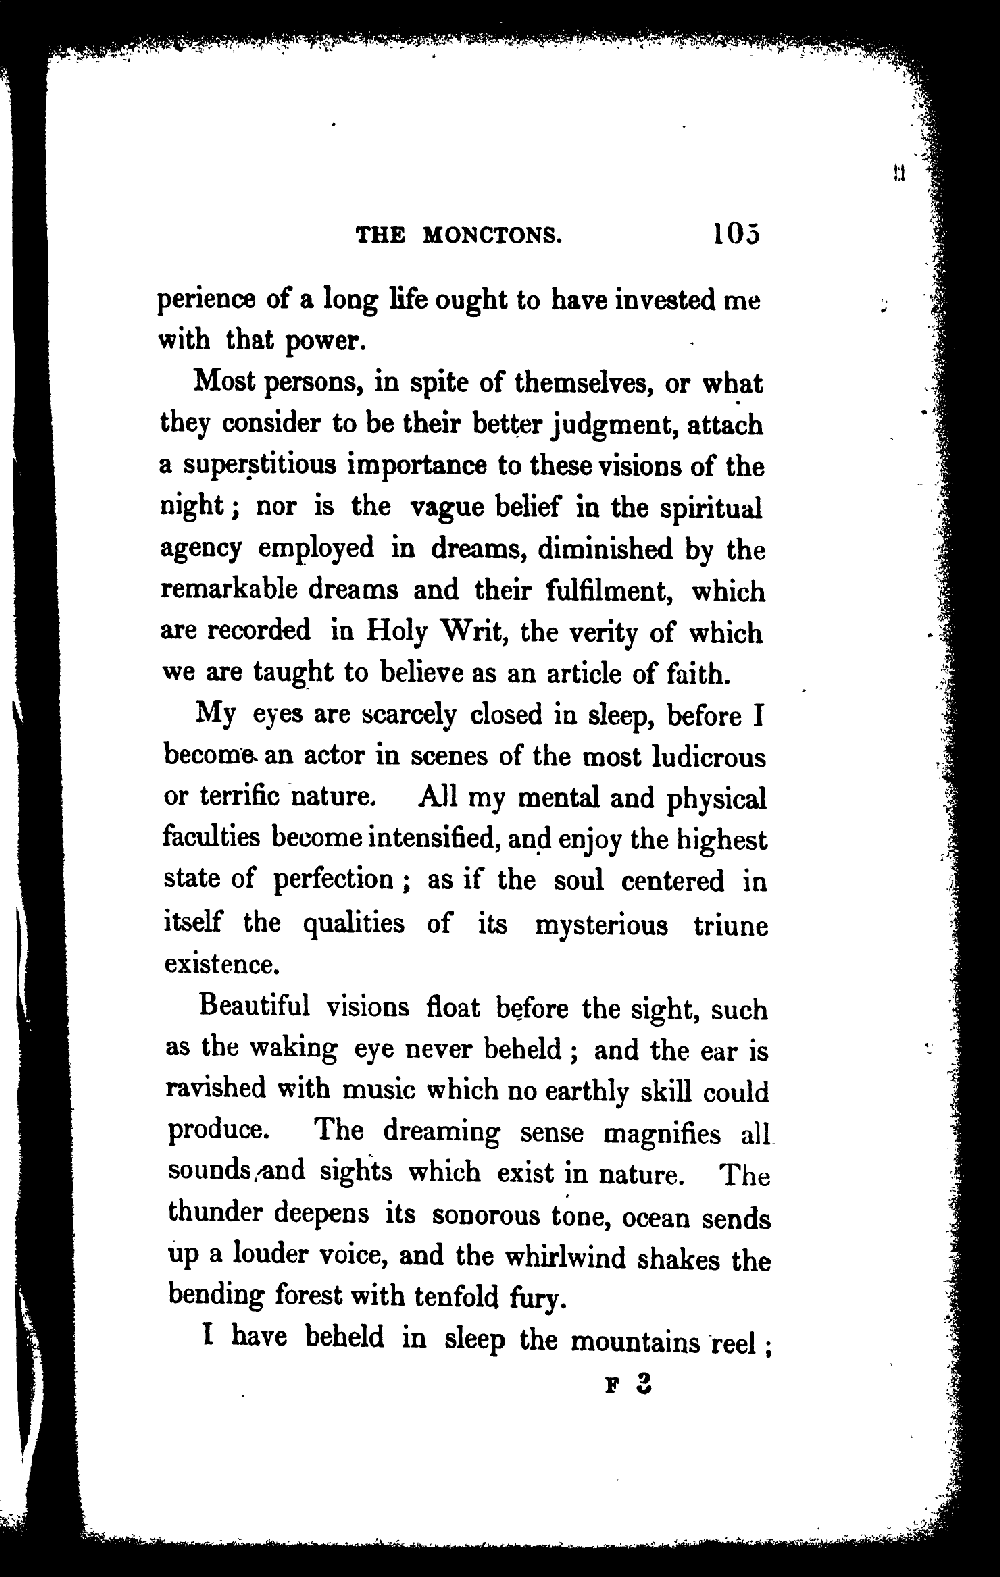 THE MONCTONS. 105
perience of a long life ought to have invested me
with that power.
Most persons, in spite of themselves, or what
they consider to be their better judgment, attach
a superstitious importance to these visions of the
night ; nor is the vague belief in the spiritual
agency employed in dreams, diminished by the
remarkable dreams and their fulfilment, which
are recorded in Holy Writ, the verity of which
we are taught to believe as an article of faith.
My eyes are scarcely closed in sleep, before I
become an actor in scenes of the most ludicrous
or terrific nature. All my mental and physical
faculties become intensified, and enjoy the highest
state of perfection ; as if the soul centered in
itself the qualities of its mysterious triune
existence.
Beautiful visions float before the sight, such
as the waking eye never beheld ; and the ear is
ravished with music which no earthly skill could
produce. The dreaming sense magnifies all
sounds and sights which exist in nature. The
thunder deepens its sonorous tone, ocean sends
up a louder voice, and the whirlwind shakes the
bending forest with tenfold fury.
I have beheld in sleep the mountains reel ;
F 3